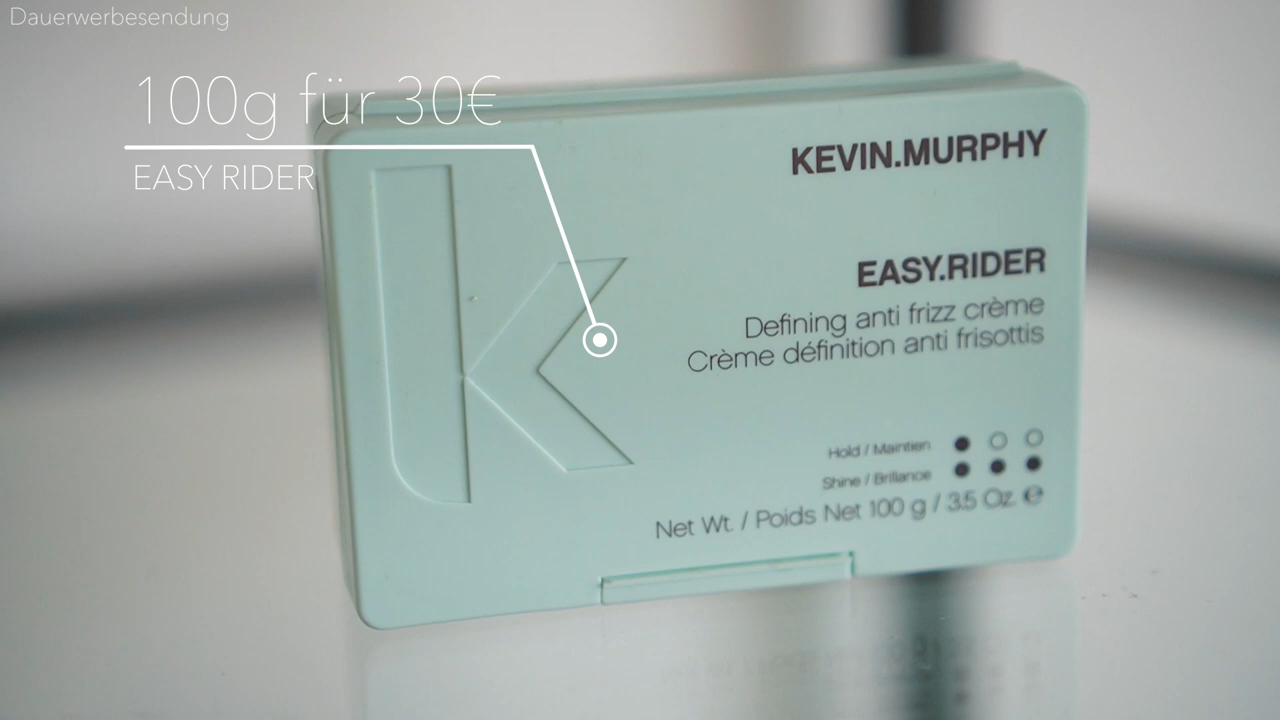 Dauerwerbesendung
100g für 30€
EASY RIDER
KEVIN.MURPHY
EASY.RIDER
Defining anti frizz crème
Crème définition anti frisottis
Hold / Maintien
Shine / Brillance
Net Wt. / Poids Net 100 g / 3.5 Oz. ℮